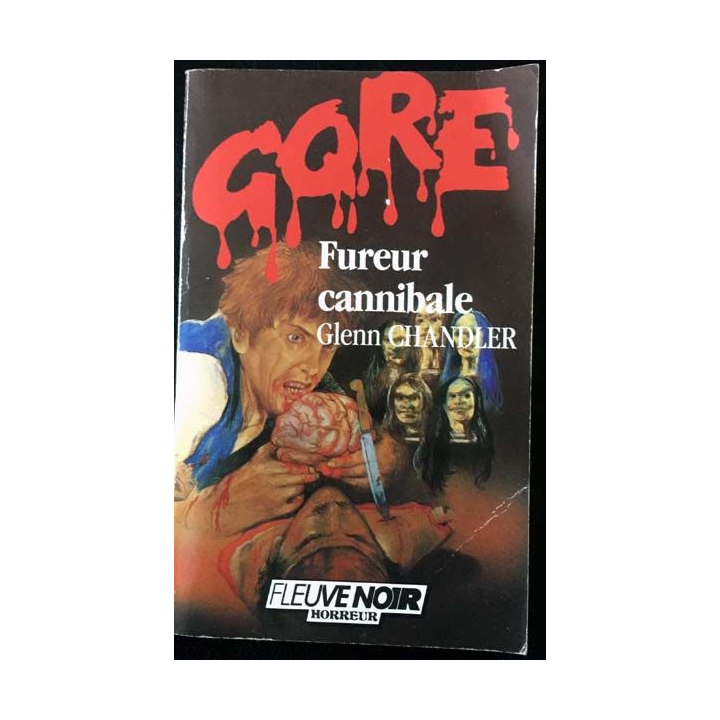 GORE
Fureur
cannibale
Glenn CHANDLER
FLEUVE NOIR
HORREUR